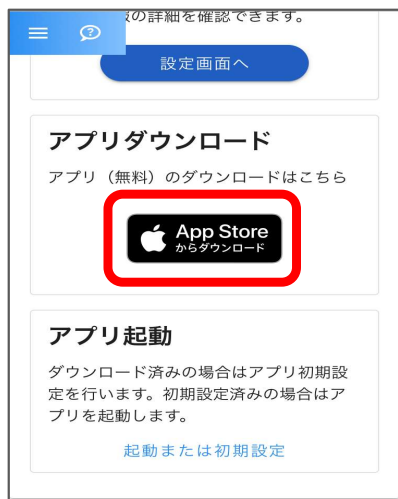 の詳細を確認できます。
設定画面へ
アプリダウンロード
アプリ（無料）のダウンロードはこちら
App Store
からダウンロード
アプリ起動
ダウンロード済みの場合はアプリ初期設
定を行います。初期設定済みの場合はア
プリを起動します。
起動または初期設定